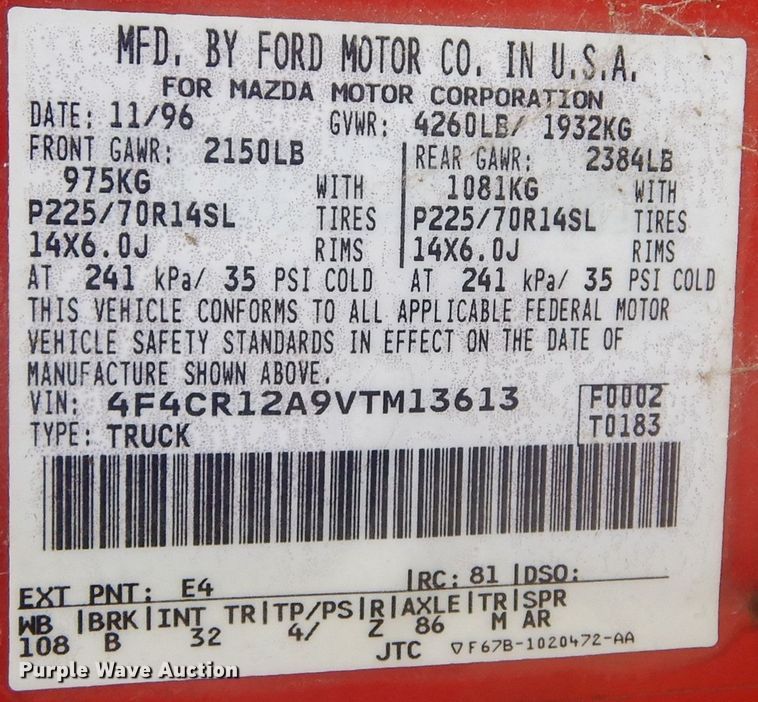 MFD. BY FORD MOTOR CO. IN U.S.A.
FOR MAZDA MOTOR CORPORATION
DATE: 11/96 GVWR: 4260LB/ 1932KG
FRONT GAWR: 2150LB REAR GAWR: 2384LB
975KG WITH 1081KG WITH
P225/70R14SL TIRES P225/70R14SL TIRES
14X6.0J RIMS 14X6.0J RIMS
AT 241 kPa/ 35 PSI COLD AT 241 kPa/ 35 PSI COLD
THIS VEHICLE CONFORMS TO ALL APPLICABLE FEDERAL MOTOR
VEHICLE SAFETY STANDARDS IN EFFECT ON THE DATE OF
MANUFACTURE SHOWN ABOVE.
VIN: 4F4CR12A9VTM13613 F0002
TYPE: TRUCK T0183
EXT PNT: E4 RC: 81 DSO:
WB BRK INT TR TP/PS R AXLE TR SPR
108 B 32 4/ Z 86 M AR
JTC F67B-1020472-AA
Purple Wave Auction